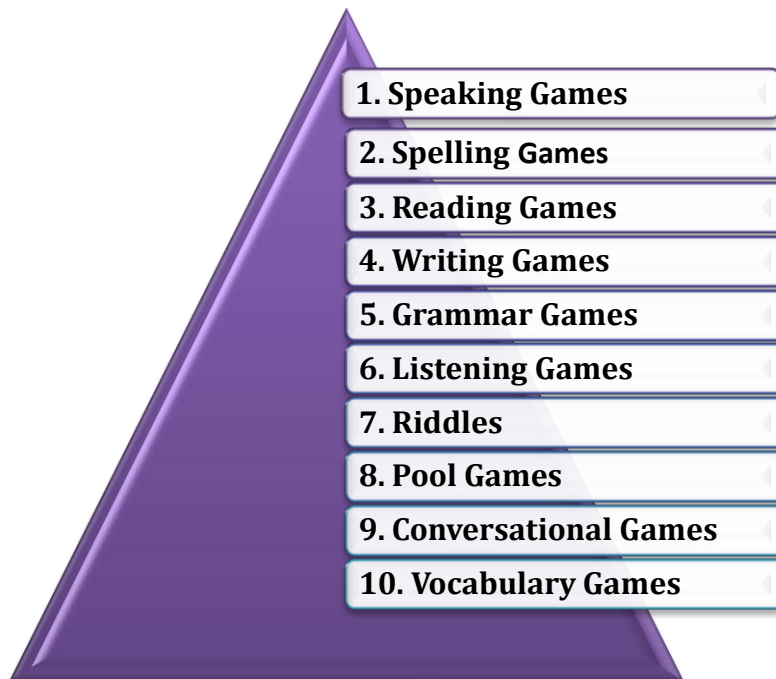 1. Speaking Games
2. Spelling Games
3. Reading Games
4. Writing Games
5. Grammar Games
6. Listening Games
7. Riddles
8. Pool Games
9. Conversational Games
10. Vocabulary Games